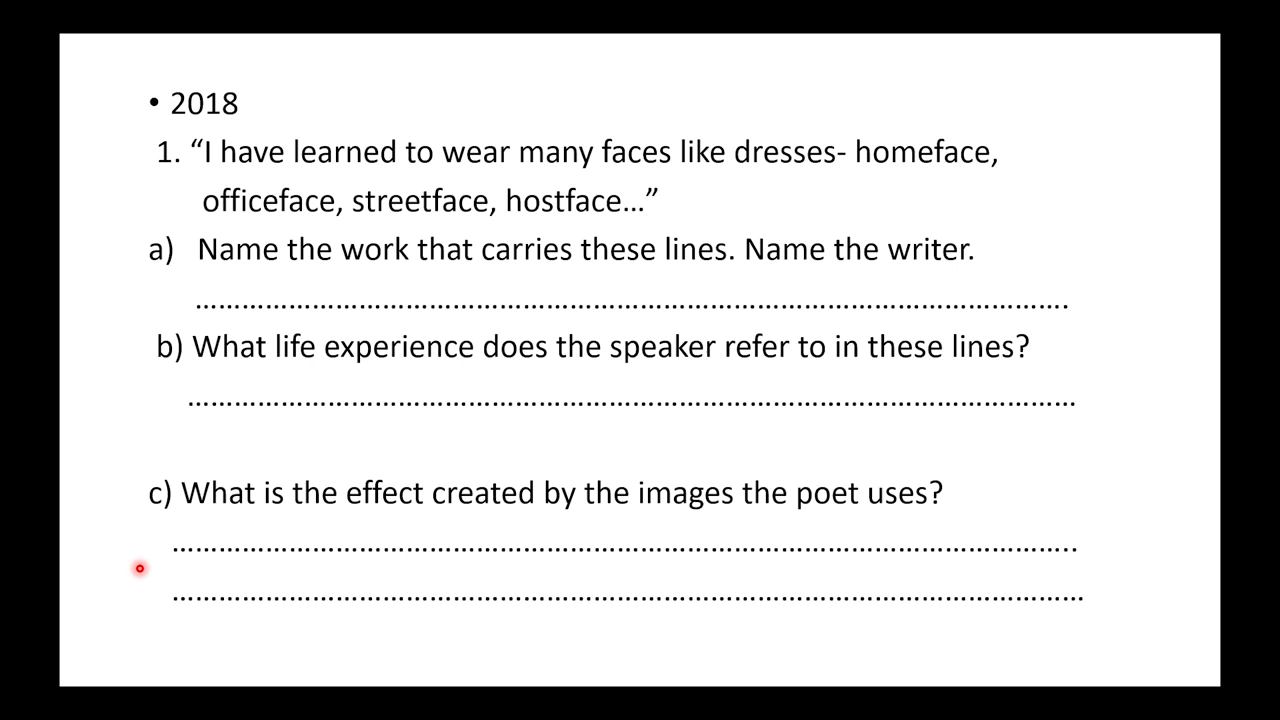 • 2018
1. “I have learned to wear many faces like dresses- homeface,
officeface, streetface, hostface…”
a) Name the work that carries these lines. Name the writer.
……………………………………………………………………………………………….
b) What life experience does the speaker refer to in these lines?
…………………………………………………………………………………………………
c) What is the effect created by the images the poet uses?
…………………………………………………………………………………………………..
……………………………………………………………………………………………………